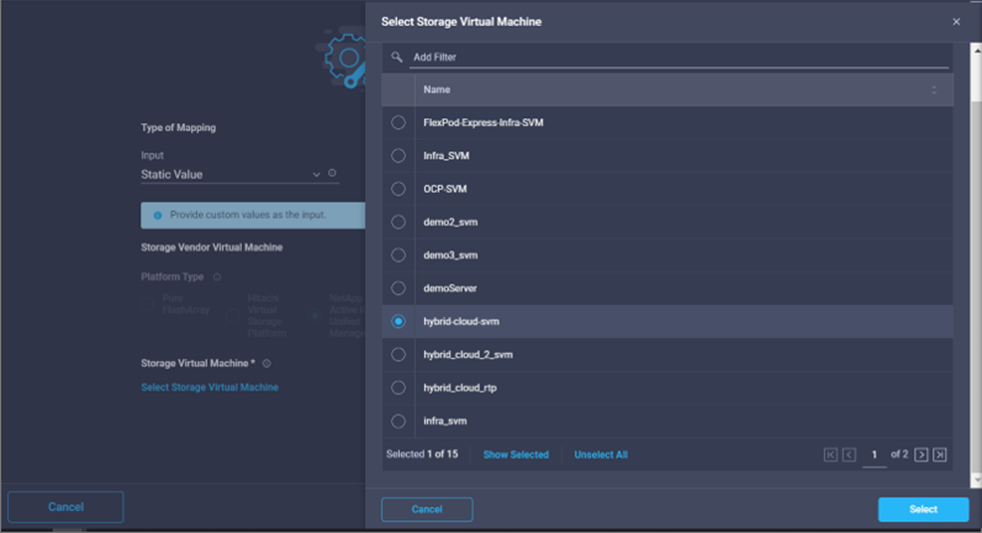 Select Storage Virtual Machine
Add Filter
Name
FlexPod-Express-Infra-SVM
Infra_SVM
OCP-SVM
demo2_svm
demo3_svm
demoServer
hybrid-cloud-svm
hybrid_cloud_2_svm
hybrid_cloud_rtp
infra_svm
Selected 1 of 15 Show Selected Unselect All 1 of 2
Cancel Select
Type of Mapping
Input
Static Value
Provide custom values as the input.
Storage Vendor Virtual Machine
Platform Type
Pure
FlashArray
Hitachi
Virtual
Storage
Platform
NetApp
Active
Unified
Storage Virtual Machine *
Select Storage Virtual Machine
Cancel